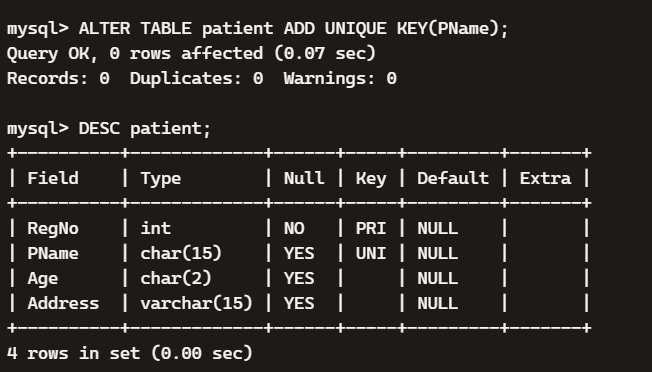 mysql> ALTER TABLE patient ADD UNIQUE KEY(PName);
Query OK, 0 rows affected (0.07 sec)
Records: 0  Duplicates: 0  Warnings: 0

mysql> DESC patient;
+----------+-------------+------+-----+---------+-------+
| Field    | Type        | Null | Key | Default | Extra |
+----------+-------------+------+-----+---------+-------+
| RegNo    | int         | NO   | PRI | NULL    |       |
| PName    | char(15)    | YES  | UNI | NULL    |       |
| Age      | char(2)     | YES  |     | NULL    |       |
| Address  | varchar(15) | YES  |     | NULL    |       |
+----------+-------------+------+-----+---------+-------+
4 rows in set (0.00 sec)